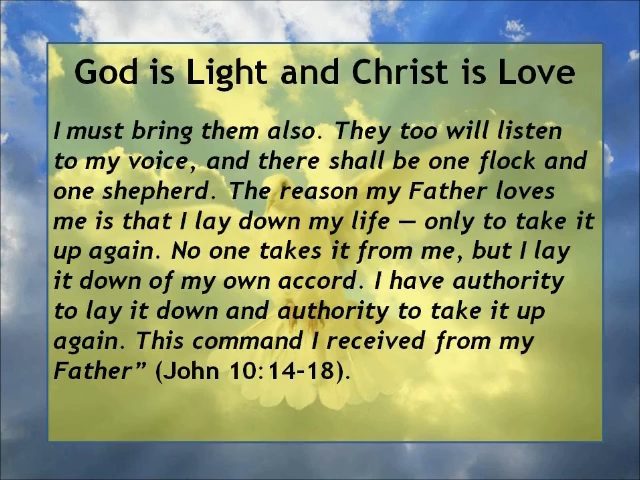 God is Light and Christ is Love
I must bring them also. They too will listen
to my voice, and there shall be one flock and
one shepherd. The reason my Father loves
me is that I lay down my life — only to take it
up again. No one takes it from me, but I lay
it down of my own accord. I have authority
to lay it down and authority to take it up
again. This command I received from my
Father” (John 10:14-18).